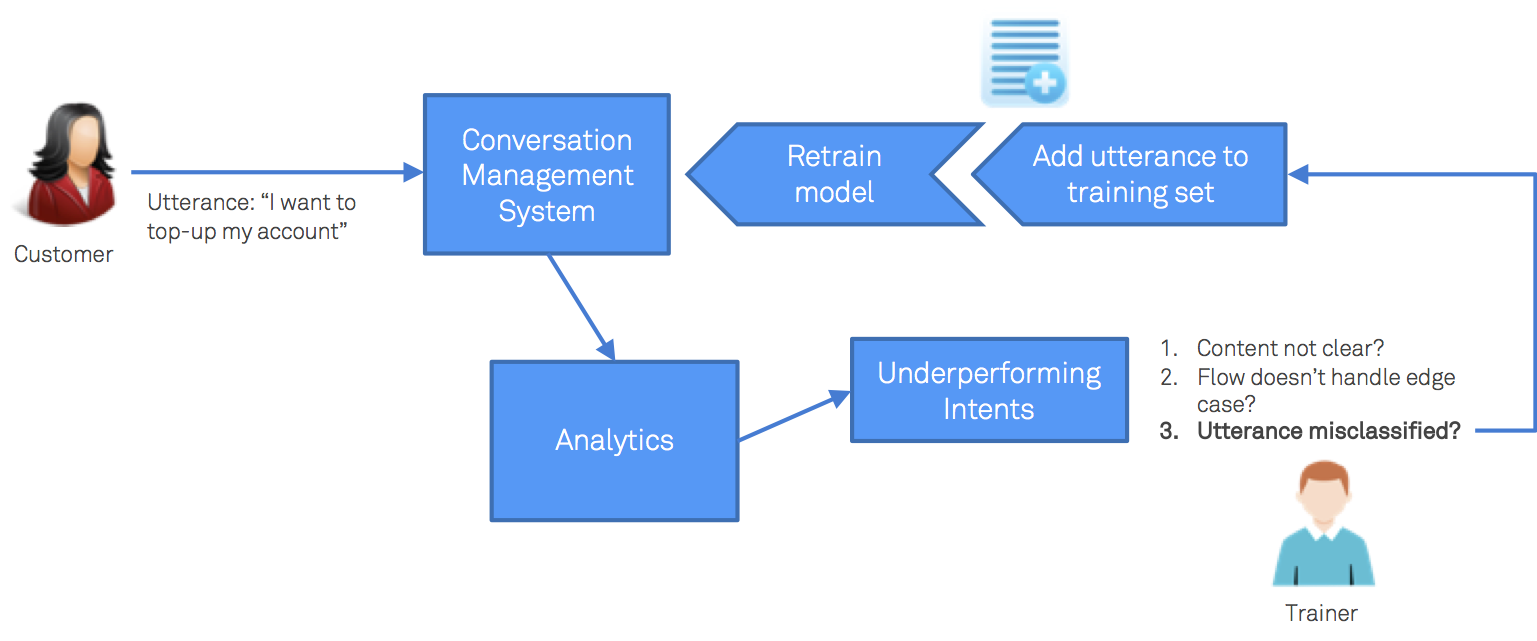 Customer
Utterance: “I want to
top-up my account”
Conversation
Management
System
Retrain
model
Add utterance to
training set
Analytics
Underperforming
Intents
1. Content not clear?
2. Flow doesn’t handle edge
case?
3. Utterance misclassified?
Trainer